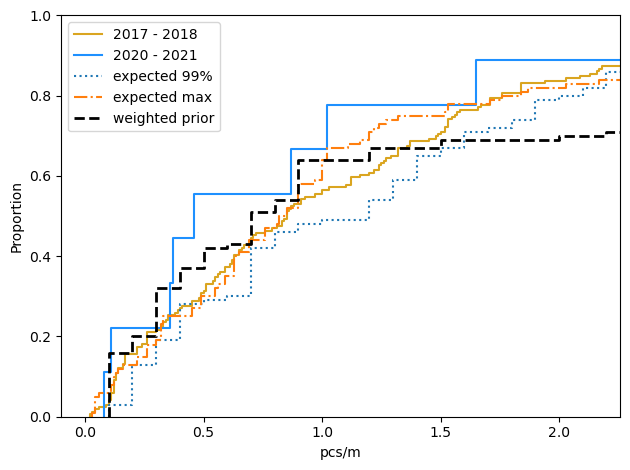 1.0
0.8
0.6
0.4
0.2
0.0
Proportion
2017 - 2018
2020 - 2021
expected 99%
expected max
weighted prior
0.0 0.5 1.0 1.5 2.0
pcs/m